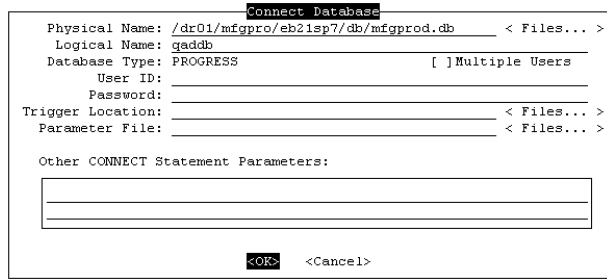 Connect Database
Physical Name: /dr01/mfgpro/eb21sp7/db/mfgprod.db < Files... >
Logical Name: qaddb
Database Type: PROGRESS [ ]Multiple Users
User ID:
Password:
Trigger Location: < Files... >
Parameter File: < Files... >
Other CONNECT Statement Parameters:
<OK> <Cancel>